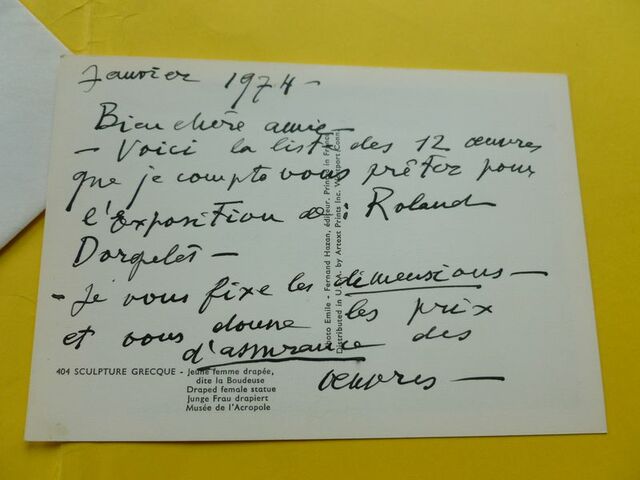 Janvier 1974 -
Bien chère amie -
- Voici la list des 12 œuvres
que je compte vous prêter pour
l'Exposition de : Roland
Dorgelès -
- Je vous fixe les dimensions -
et vous donne les prix
d'assurance des
œuvres -
404 SCULPTURE GRECQUE - Jeune femme drapée,
dite la Boudeuse
Draped female statue
Junge Frau drapiert
Musée de l'Acropole
Photo Emile - Fernand Hazan, éditeur. Printed in France
Distributed in U.S.A. by Artext Prints Inc. Westport Conn.